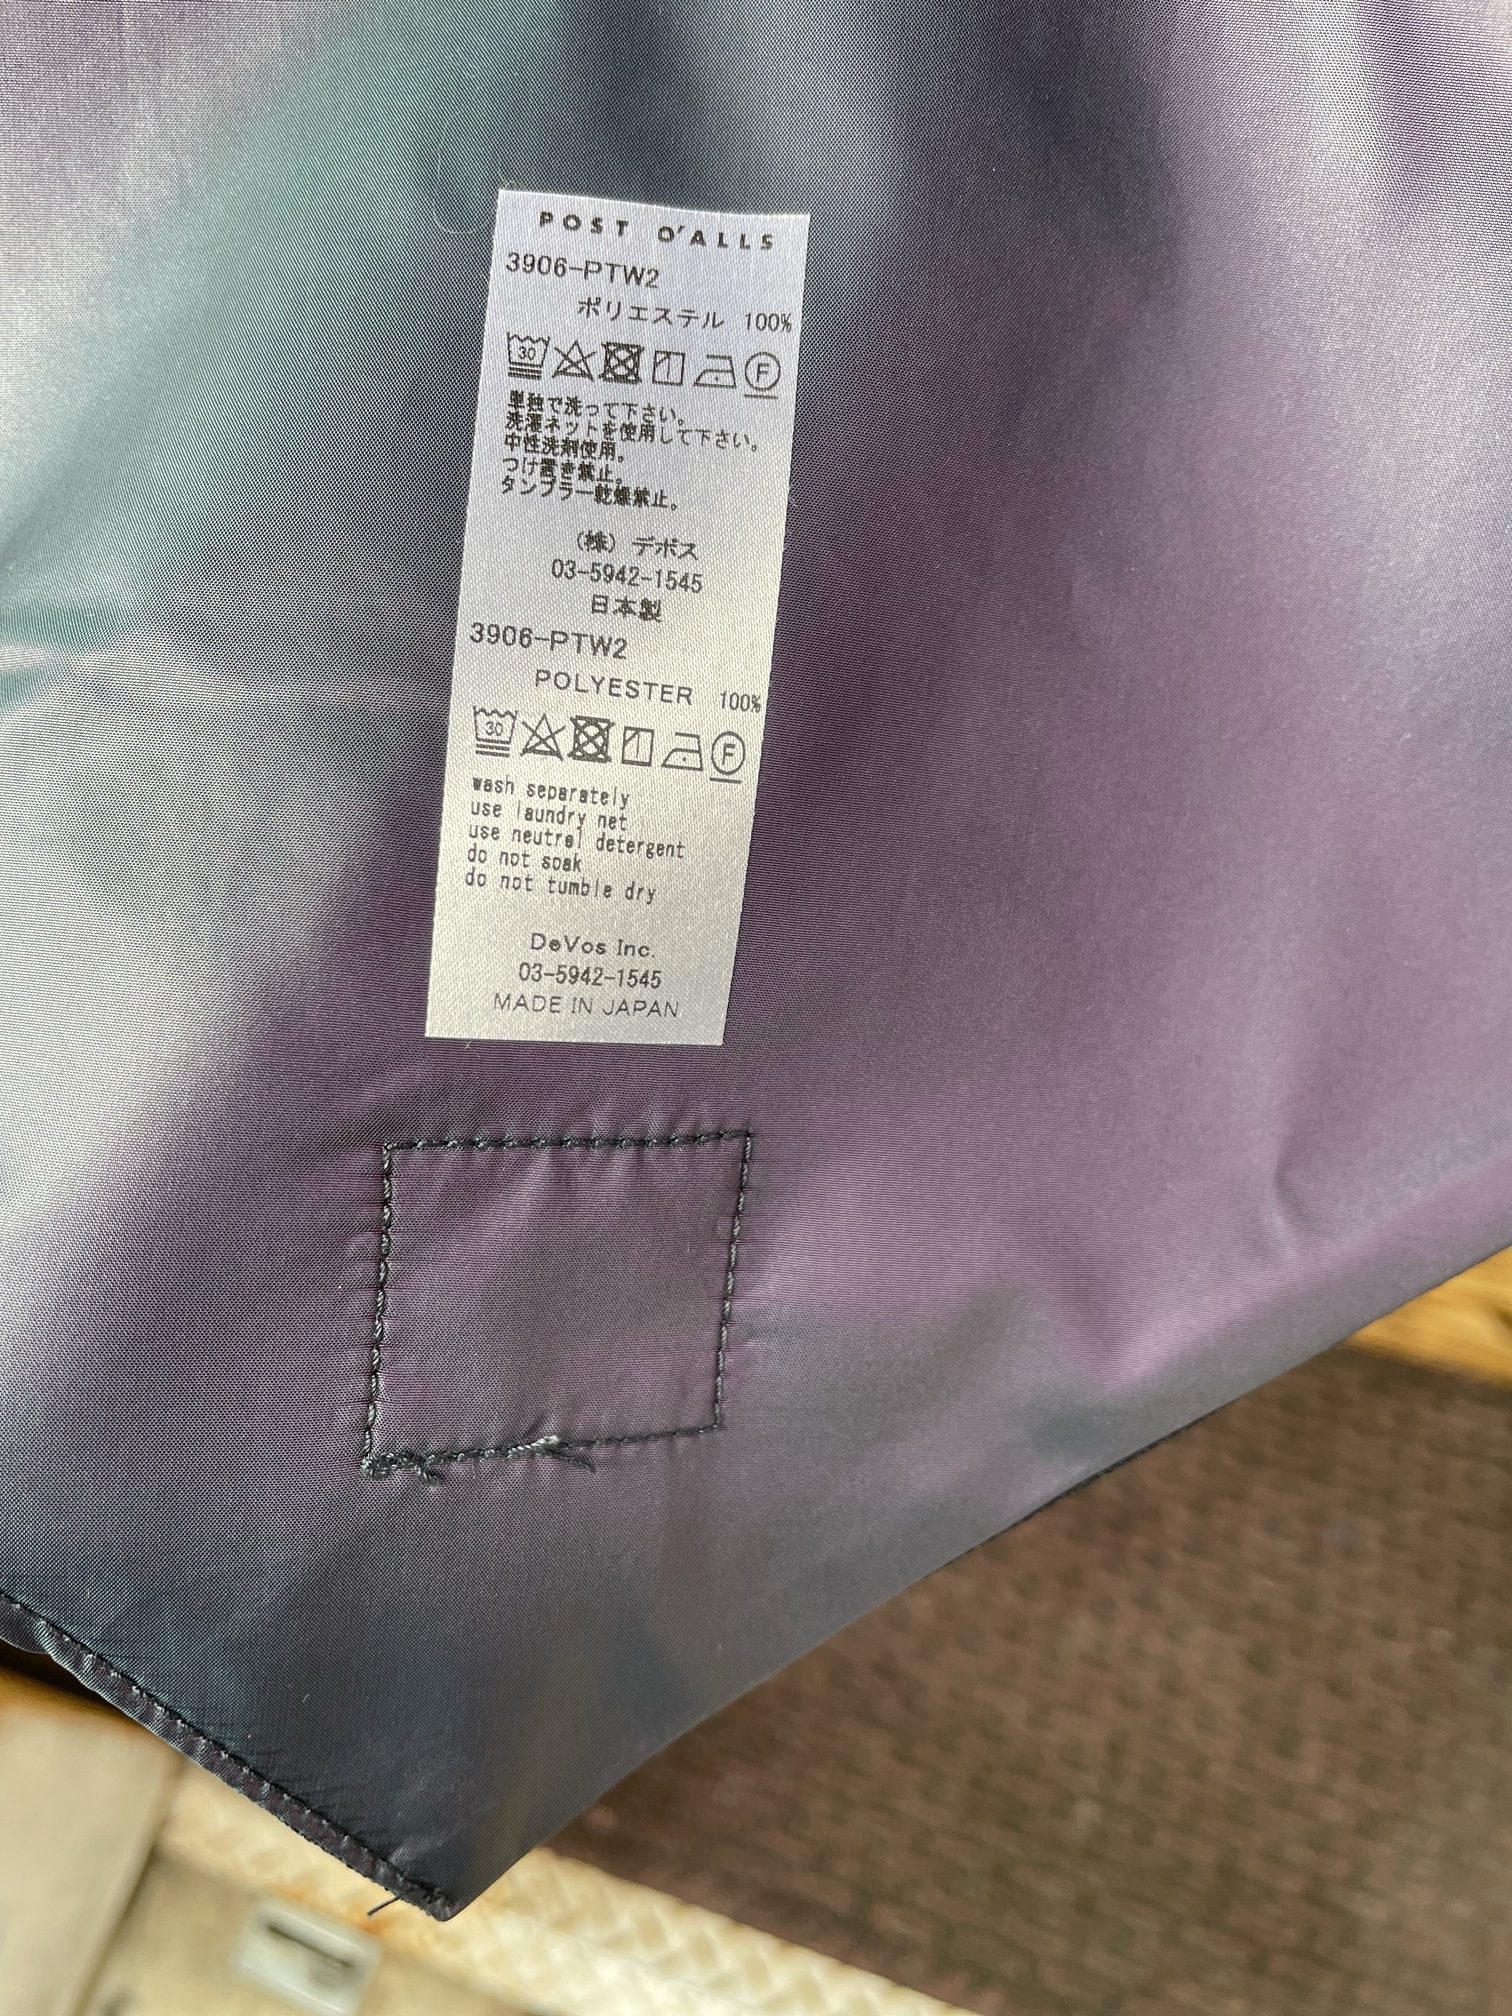 POST O'ALLS
3906-PTW2
ポリエステル 100%
30 F
単独で洗って下さい。
洗濯ネットを使用して下さい。
中性洗剤使用。
つけ置き禁止。
タンブラー乾燥禁止。
（株）デボス
03-5942-1545
日本製
3906-PTW2
POLYESTER 100%
30 F
wash separately
use laundry net
use neutral detergent
do not soak
do not tumble dry
DeVos Inc.
03-5942-1545
MADE IN JAPAN